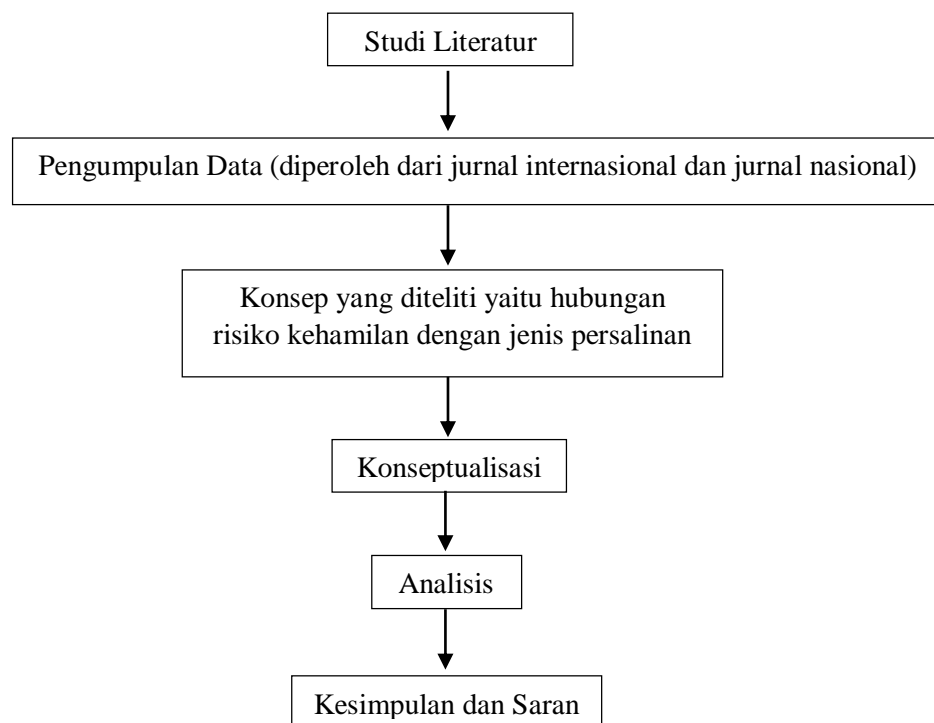 Studi Literatur
Pengumpulan Data (diperoleh dari jurnal internasional dan jurnal nasional)
Konsep yang diteliti yaitu hubungan
risiko kehamilan dengan jenis persalinan
Konseptualisasi
Analisis
Kesimpulan dan Saran